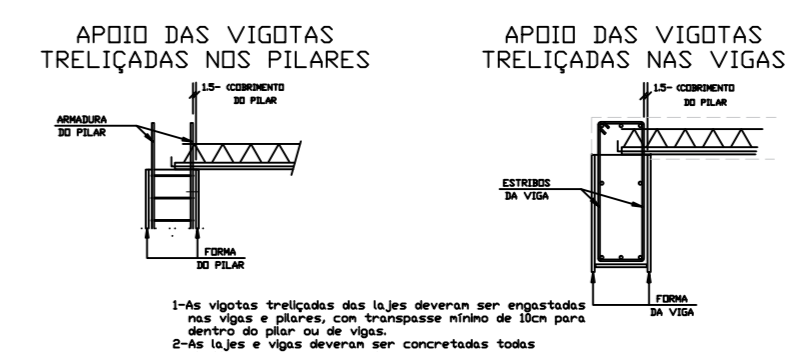 APOIO DAS VIGOTAS
TRELIÇADAS NOS PILARES
1.5- (COBRIMENTO
DO PILAR
ARMADURA
DO PILAR
FORMA
DO PILAR
APOIO DAS VIGOTAS
TRELIÇADAS NAS VIGAS
1.5- (COBRIMENTO
DO PILAR
ESTRIBOS
DA VIGA
FORMA
DA VIGA
1-As vigotas treliçadas das lajes deveram ser engastadas
nas vigas e pilares, com transpasse mínimo de 10cm para
dentro do pilar ou de vigas.
2-As lajes e vigas deveram ser concretadas todas